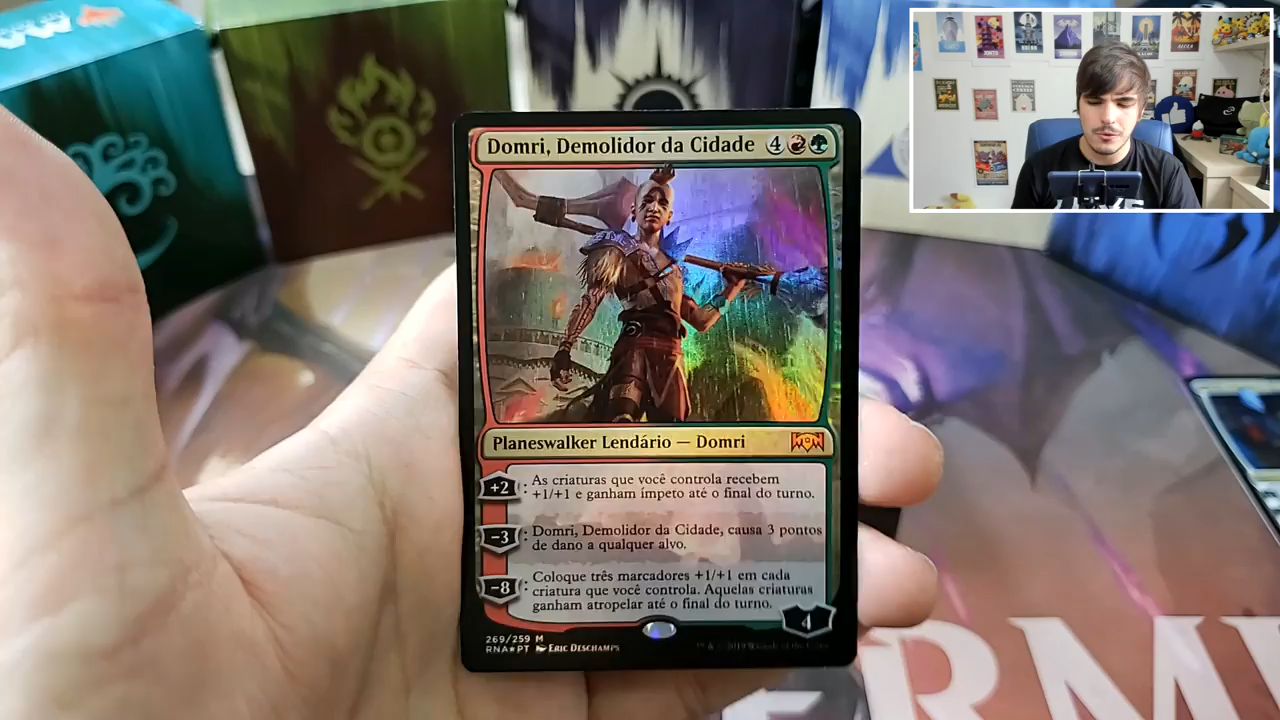 Domri, Demolidor da Cidade 4
Planeswalker Lendário — Domri
+2: As criaturas que você controla recebem
+1/+1 e ganham ímpeto até o final do turno.
−3: Domri, Demolidor da Cidade, causa 3 pontos
de dano a qualquer alvo.
−8: Coloque três marcadores +1/+1 em cada
criatura que você controla. Aquelas criaturas
ganham atropelar até o final do turno.
4
269/259 M
RNA★PT Eric Deschamps